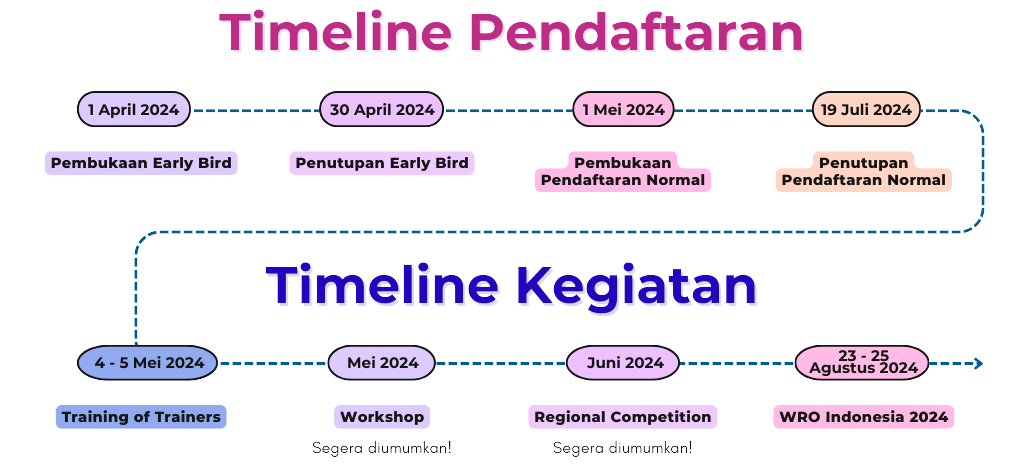 Timeline Pendaftaran
1 April 2024
30 April 2024
1 Mei 2024
19 Juli 2024
Pembukaan Early Bird
Penutupan Early Bird
Pembukaan
Pendaftaran Normal
Penutupan
Pendaftaran Normal
Timeline Kegiatan
4 - 5 Mei 2024
Mei 2024
Juni 2024
23 - 25
Agustus 2024
Training of Trainers
Workshop
Regional Competition
WRO Indonesia 2024
Segera diumumkan!
Segera diumumkan!